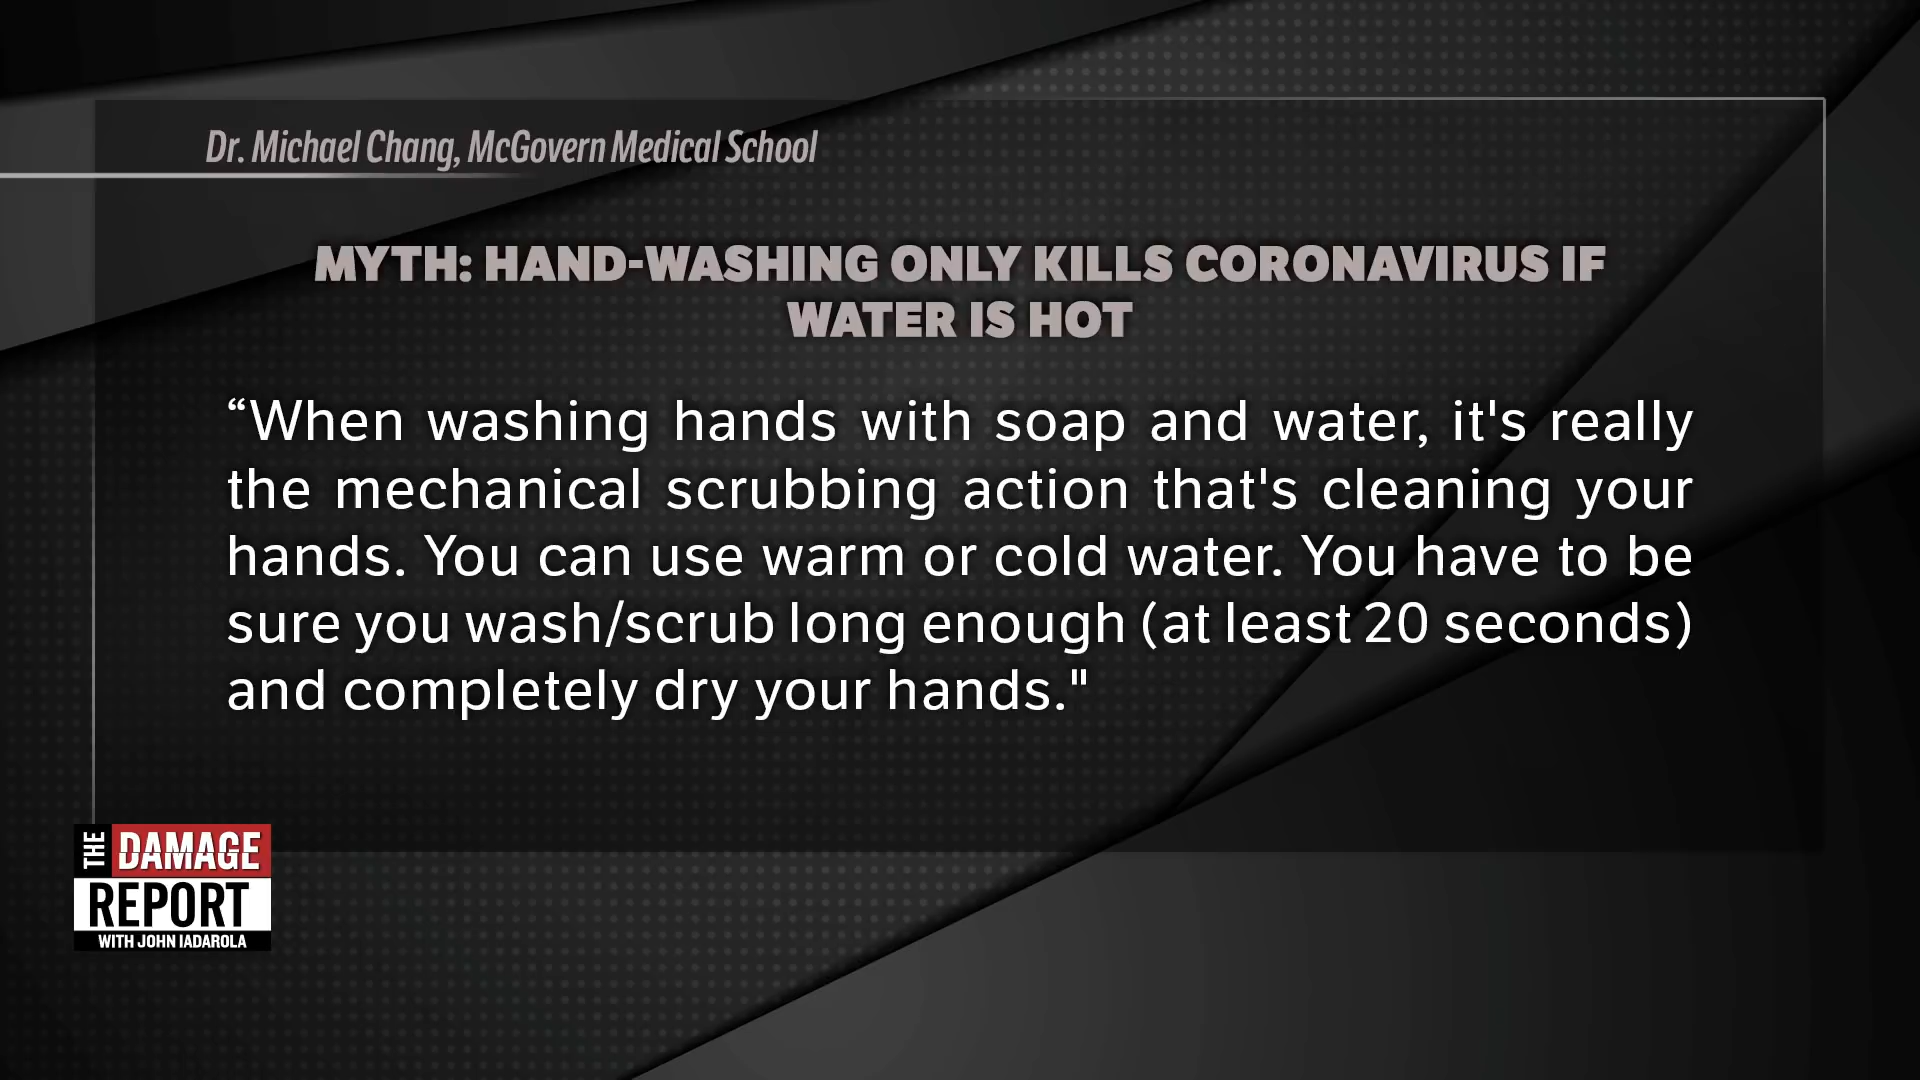 Dr. Michael Chang, McGovern Medical School
MYTH: HAND-WASHING ONLY KILLS CORONAVIRUS IF
WATER IS HOT
“When washing hands with soap and water, it's really
the mechanical scrubbing action that's cleaning your
hands. You can use warm or cold water. You have to be
sure you wash/scrub long enough (at least 20 seconds)
and completely dry your hands."
THE DAMAGE
REPORT
WITH JOHN IADAROLA